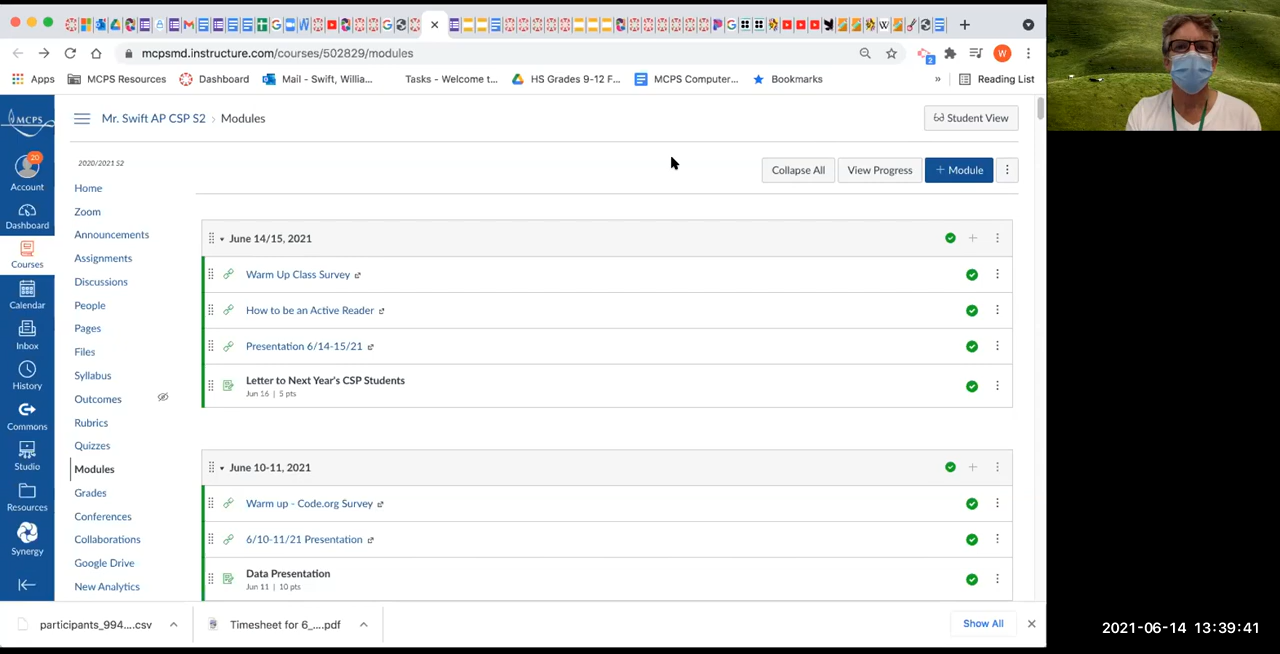 mcpsmd.instructure.com/courses/502829/modules
W
2
Apps MCPS Resources Dashboard Mail - Swift, Willia... Tasks - Welcome t... HS Grades 9-12 F... MCPS Computer... Bookmarks » Reading List
MCPS
20
Account
Dashboard
Courses
Calendar
Inbox
History
Commons
Studio
Resources
Synergy
Mr. Swift AP CSP S2 › Modules
Student View
2020/2021 S2
Home
Zoom
Announcements
Assignments
Discussions
People
Pages
Files
Syllabus
Outcomes
Rubrics
Quizzes
Modules
Grades
Conferences
Collaborations
Google Drive
New Analytics
Collapse All View Progress + Module
June 14/15, 2021
Warm Up Class Survey
How to be an Active Reader
Presentation 6/14-15/21
Letter to Next Year's CSP Students
Jun 16 | 5 pts
June 10-11, 2021
Warm up - Code.org Survey
6/10-11/21 Presentation
Data Presentation
Jun 11 | 10 pts
participants_994....csv Timesheet for 6_....pdf Show All
2021-06-14 13:39:41